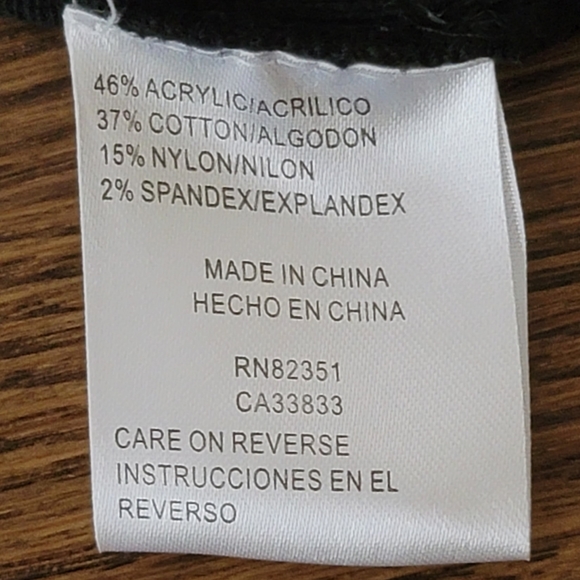 46% ACRYLIC/ACRILICO
37% COTTON/ALGODON
15% NYLON/NILON
2% SPANDEX/EXPLANDEX
MADE IN CHINA
HECHO EN CHINA
RN82351
CA33833
CARE ON REVERSE
INSTRUCCIONES EN EL
REVERSO